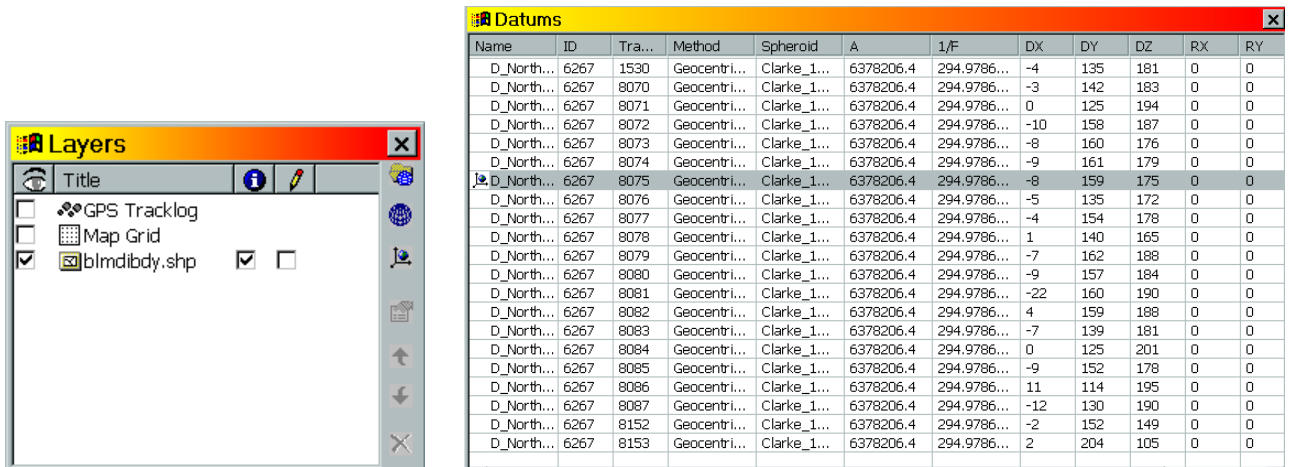 Layers
Title
GPS Tracklog
Map Grid
blmdibdy.shp
Datums
Name ID Tra... Method Spheroid A 1/F DX DY DZ RX RY
D_North... 6267 1530 Geocentri... Clarke_1... 6378206.4 294.9786... -4 135 181 0 0
D_North... 6267 8070 Geocentri... Clarke_1... 6378206.4 294.9786... -3 142 183 0 0
D_North... 6267 8071 Geocentri... Clarke_1... 6378206.4 294.9786... 0 125 194 0 0
D_North... 6267 8072 Geocentri... Clarke_1... 6378206.4 294.9786... -10 158 187 0 0
D_North... 6267 8073 Geocentri... Clarke_1... 6378206.4 294.9786... -8 160 176 0 0
D_North... 6267 8074 Geocentri... Clarke_1... 6378206.4 294.9786... -9 161 179 0 0
D_North... 6267 8075 Geocentri... Clarke_1... 6378206.4 294.9786... -8 159 175 0 0
D_North... 6267 8076 Geocentri... Clarke_1... 6378206.4 294.9786... -5 135 172 0 0
D_North... 6267 8077 Geocentri... Clarke_1... 6378206.4 294.9786... -4 154 178 0 0
D_North... 6267 8078 Geocentri... Clarke_1... 6378206.4 294.9786... 1 140 165 0 0
D_North... 6267 8079 Geocentri... Clarke_1... 6378206.4 294.9786... -7 162 188 0 0
D_North... 6267 8080 Geocentri... Clarke_1... 6378206.4 294.9786... -9 157 184 0 0
D_North... 6267 8081 Geocentri... Clarke_1... 6378206.4 294.9786... -22 160 190 0 0
D_North... 6267 8082 Geocentri... Clarke_1... 6378206.4 294.9786... 4 159 188 0 0
D_North... 6267 8083 Geocentri... Clarke_1... 6378206.4 294.9786... -7 139 181 0 0
D_North... 6267 8084 Geocentri... Clarke_1... 6378206.4 294.9786... 0 125 201 0 0
D_North... 6267 8085 Geocentri... Clarke_1... 6378206.4 294.9786... -9 152 178 0 0
D_North... 6267 8086 Geocentri... Clarke_1... 6378206.4 294.9786... 11 114 195 0 0
D_North... 6267 8087 Geocentri... Clarke_1... 6378206.4 294.9786... -12 130 190 0 0
D_North... 6267 8152 Geocentri... Clarke_1... 6378206.4 294.9786... -2 152 149 0 0
D_North... 6267 8153 Geocentri... Clarke_1... 6378206.4 294.9786... 2 204 105 0 0